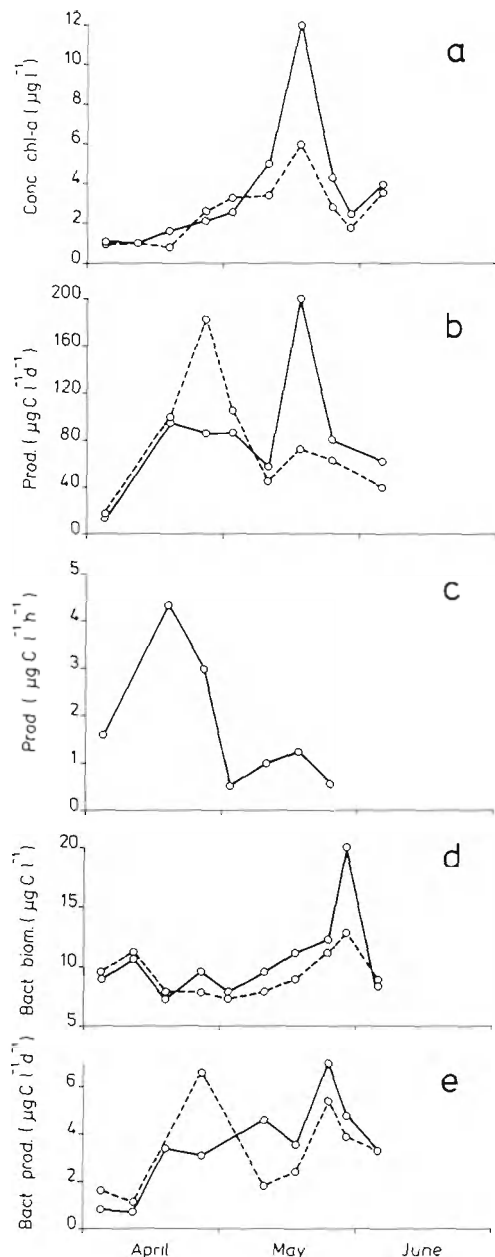 12
10
8
6
4
2
0
Conc chl-a (µg l⁻¹)
a
200
160
120
80
40
0
Prod. (µg C l⁻¹ d⁻¹)
b
5
4
3
2
1
0
Prod (µg C l⁻¹ h⁻¹)
c
20
15
10
5
Bact biom. (µg C l⁻¹)
d
6
4
2
0
Bact prod. (µg C l⁻¹ d⁻¹)
e
April May June